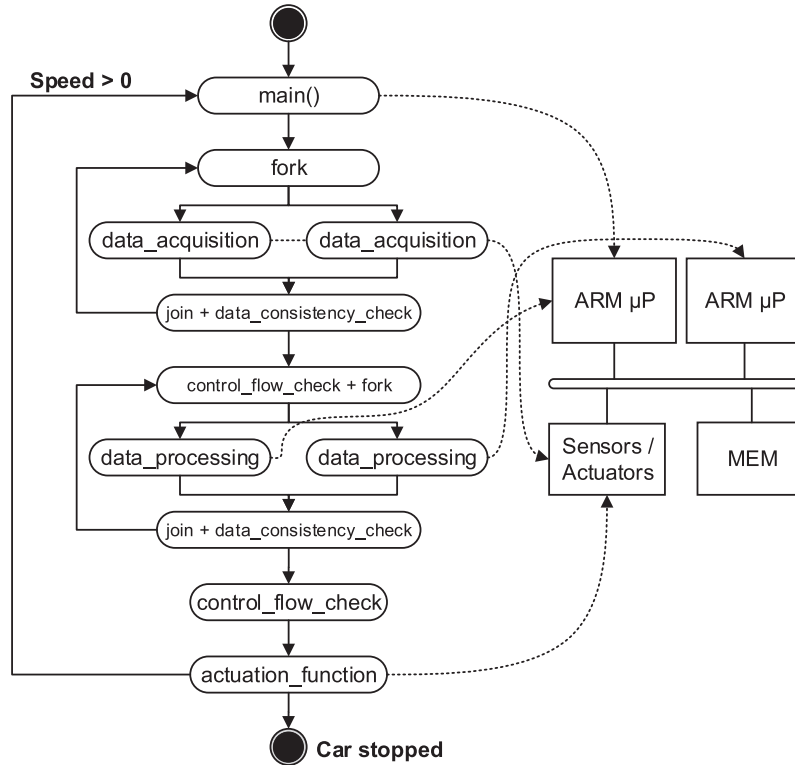 Speed > 0
main()
fork
data_acquisition
data_acquisition
join + data_consistency_check
control_flow_check + fork
data_processing
data_processing
join + data_consistency_check
control_flow_check
actuation_function
Car stopped
ARM µP
ARM µP
Sensors /
Actuators
MEM